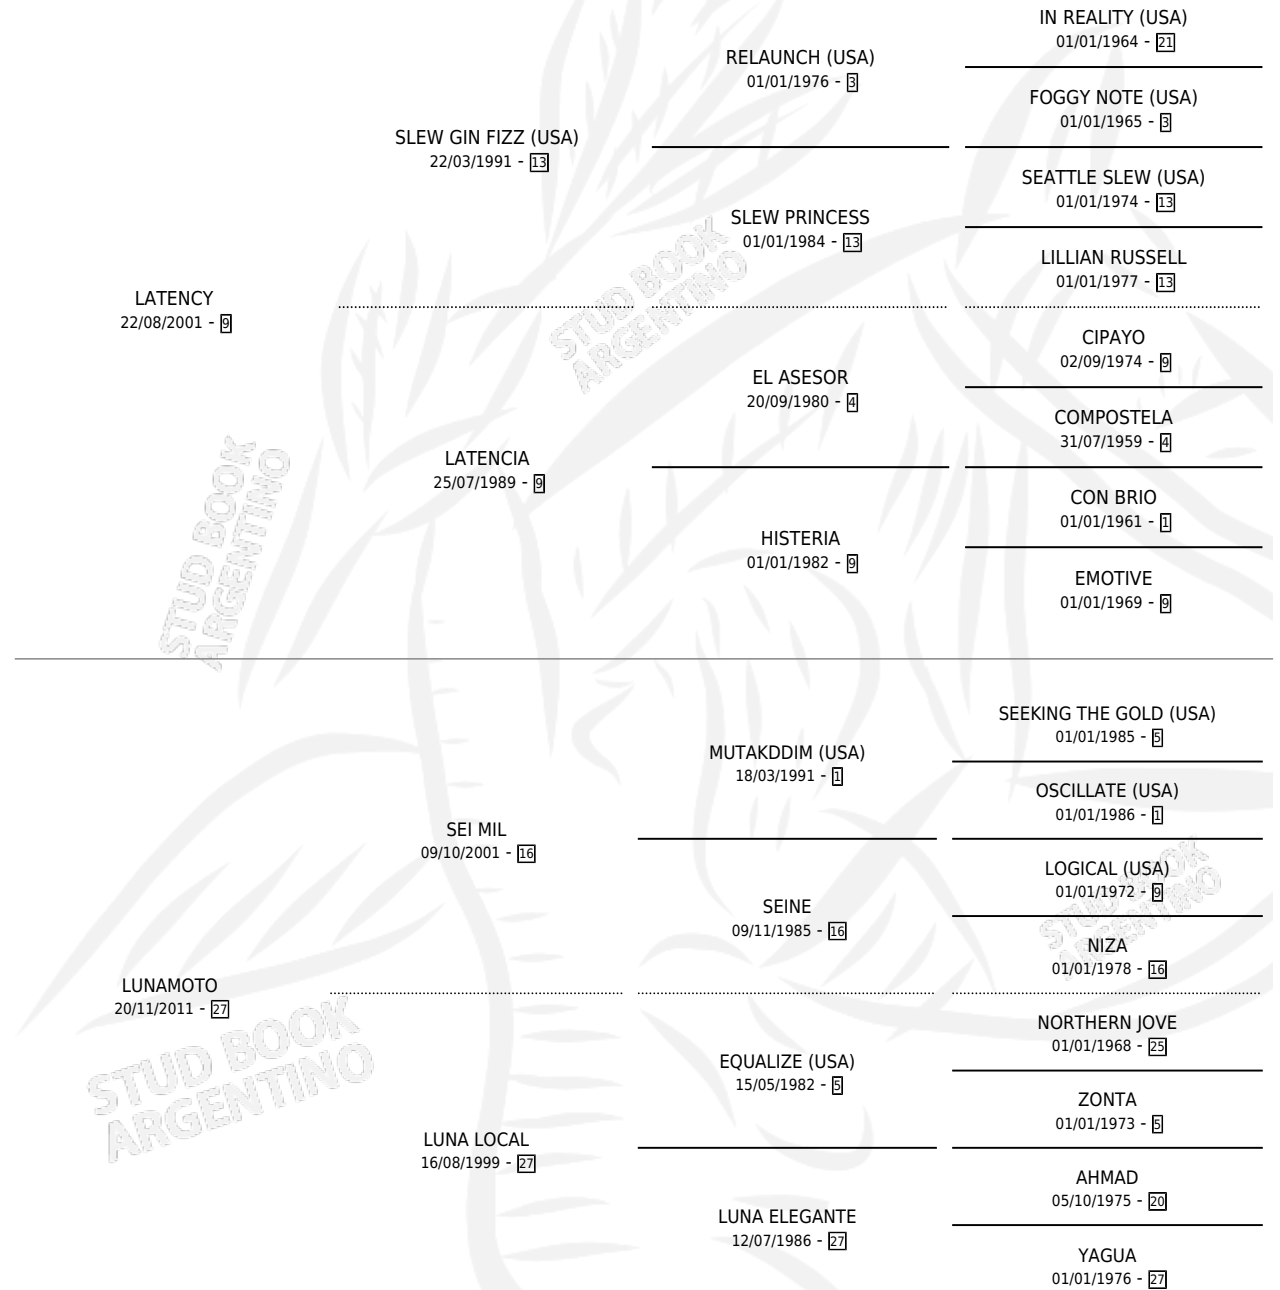 IN REALITY (USA)
01/01/1964 - 21
RELAUNCH (USA)
01/01/1976 - 3
FOGGY NOTE (USA)
01/01/1965 - 3
SLEW GIN FIZZ (USA)
22/03/1991 - 13
SEATTLE SLEW (USA)
01/01/1974 - 13
SLEW PRINCESS
01/01/1984 - 13
LILLIAN RUSSELL
01/01/1977 - 13
LATENCY
22/08/2001 - 9
STUD BOOK
ARGENTINO
CIPAYO
02/09/1974 - 9
EL ASESOR
20/09/1980 - 4
COMPOSTELA
31/07/1959 - 4
LATENCIA
25/07/1989 - 9
CON BRIO
01/01/1961 - 1
HISTERIA
01/01/1982 - 9
EMOTIVE
01/01/1969 - 9
STUD BOOK
ARGENTINO
SEEKING THE GOLD (USA)
01/01/1985 - 5
MUTAKDDIM (USA)
18/03/1991 - 1
OSCILLATE (USA)
01/01/1986 - 1
SEI MIL
09/10/2001 - 16
LOGICAL (USA)
01/01/1972 - 9
SEINE
09/11/1985 - 16
STUD BOOK
ARGENTINO
NIZA
01/01/1978 - 16
LUNAMOTO
20/11/2011 - 27
NORTHERN JOVE
01/01/1968 - 25
STUD BOOK
ARGENTINO
EQUALIZE (USA)
15/05/1982 - 5
ZONTA
01/01/1973 - 5
LUNA LOCAL
16/08/1999 - 27
AHMAD
05/10/1975 - 20
LUNA ELEGANTE
12/07/1986 - 27
YAGUA
01/01/1976 - 27